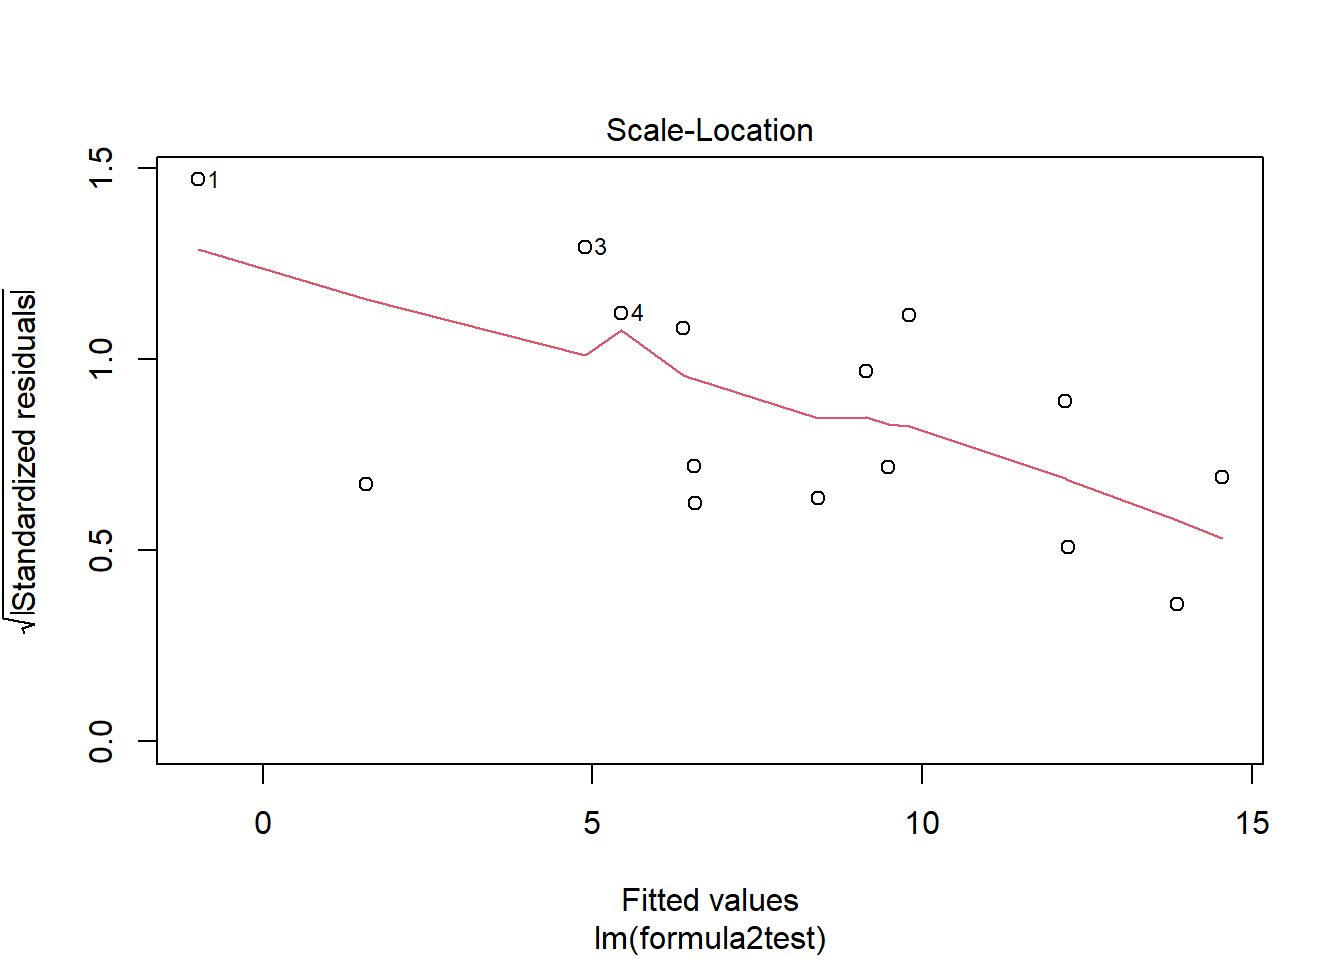 Scale-Location
1.5
1.0
0.5
0.0
√|Standardized residuals|
1
3
4
0 5 10 15
Fitted values
lm(formula2test)